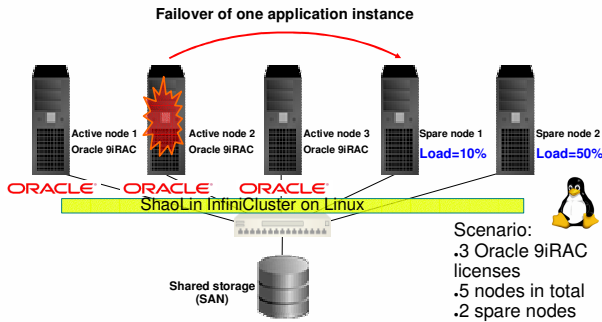 Failover of one application instance
Active node 1
Oracle 9iRAC
Active node 2
Oracle 9iRAC
Active node 3
Oracle 9iRAC
Spare node 1
Load=10%
Spare node 2
Load=50%
ORACLE®
ORACLE®
ORACLE®
ShaoLin InfiniCluster on Linux
Shared storage
(SAN)
Scenario:
•3 Oracle 9iRAC
licenses
•5 nodes in total
•2 spare nodes